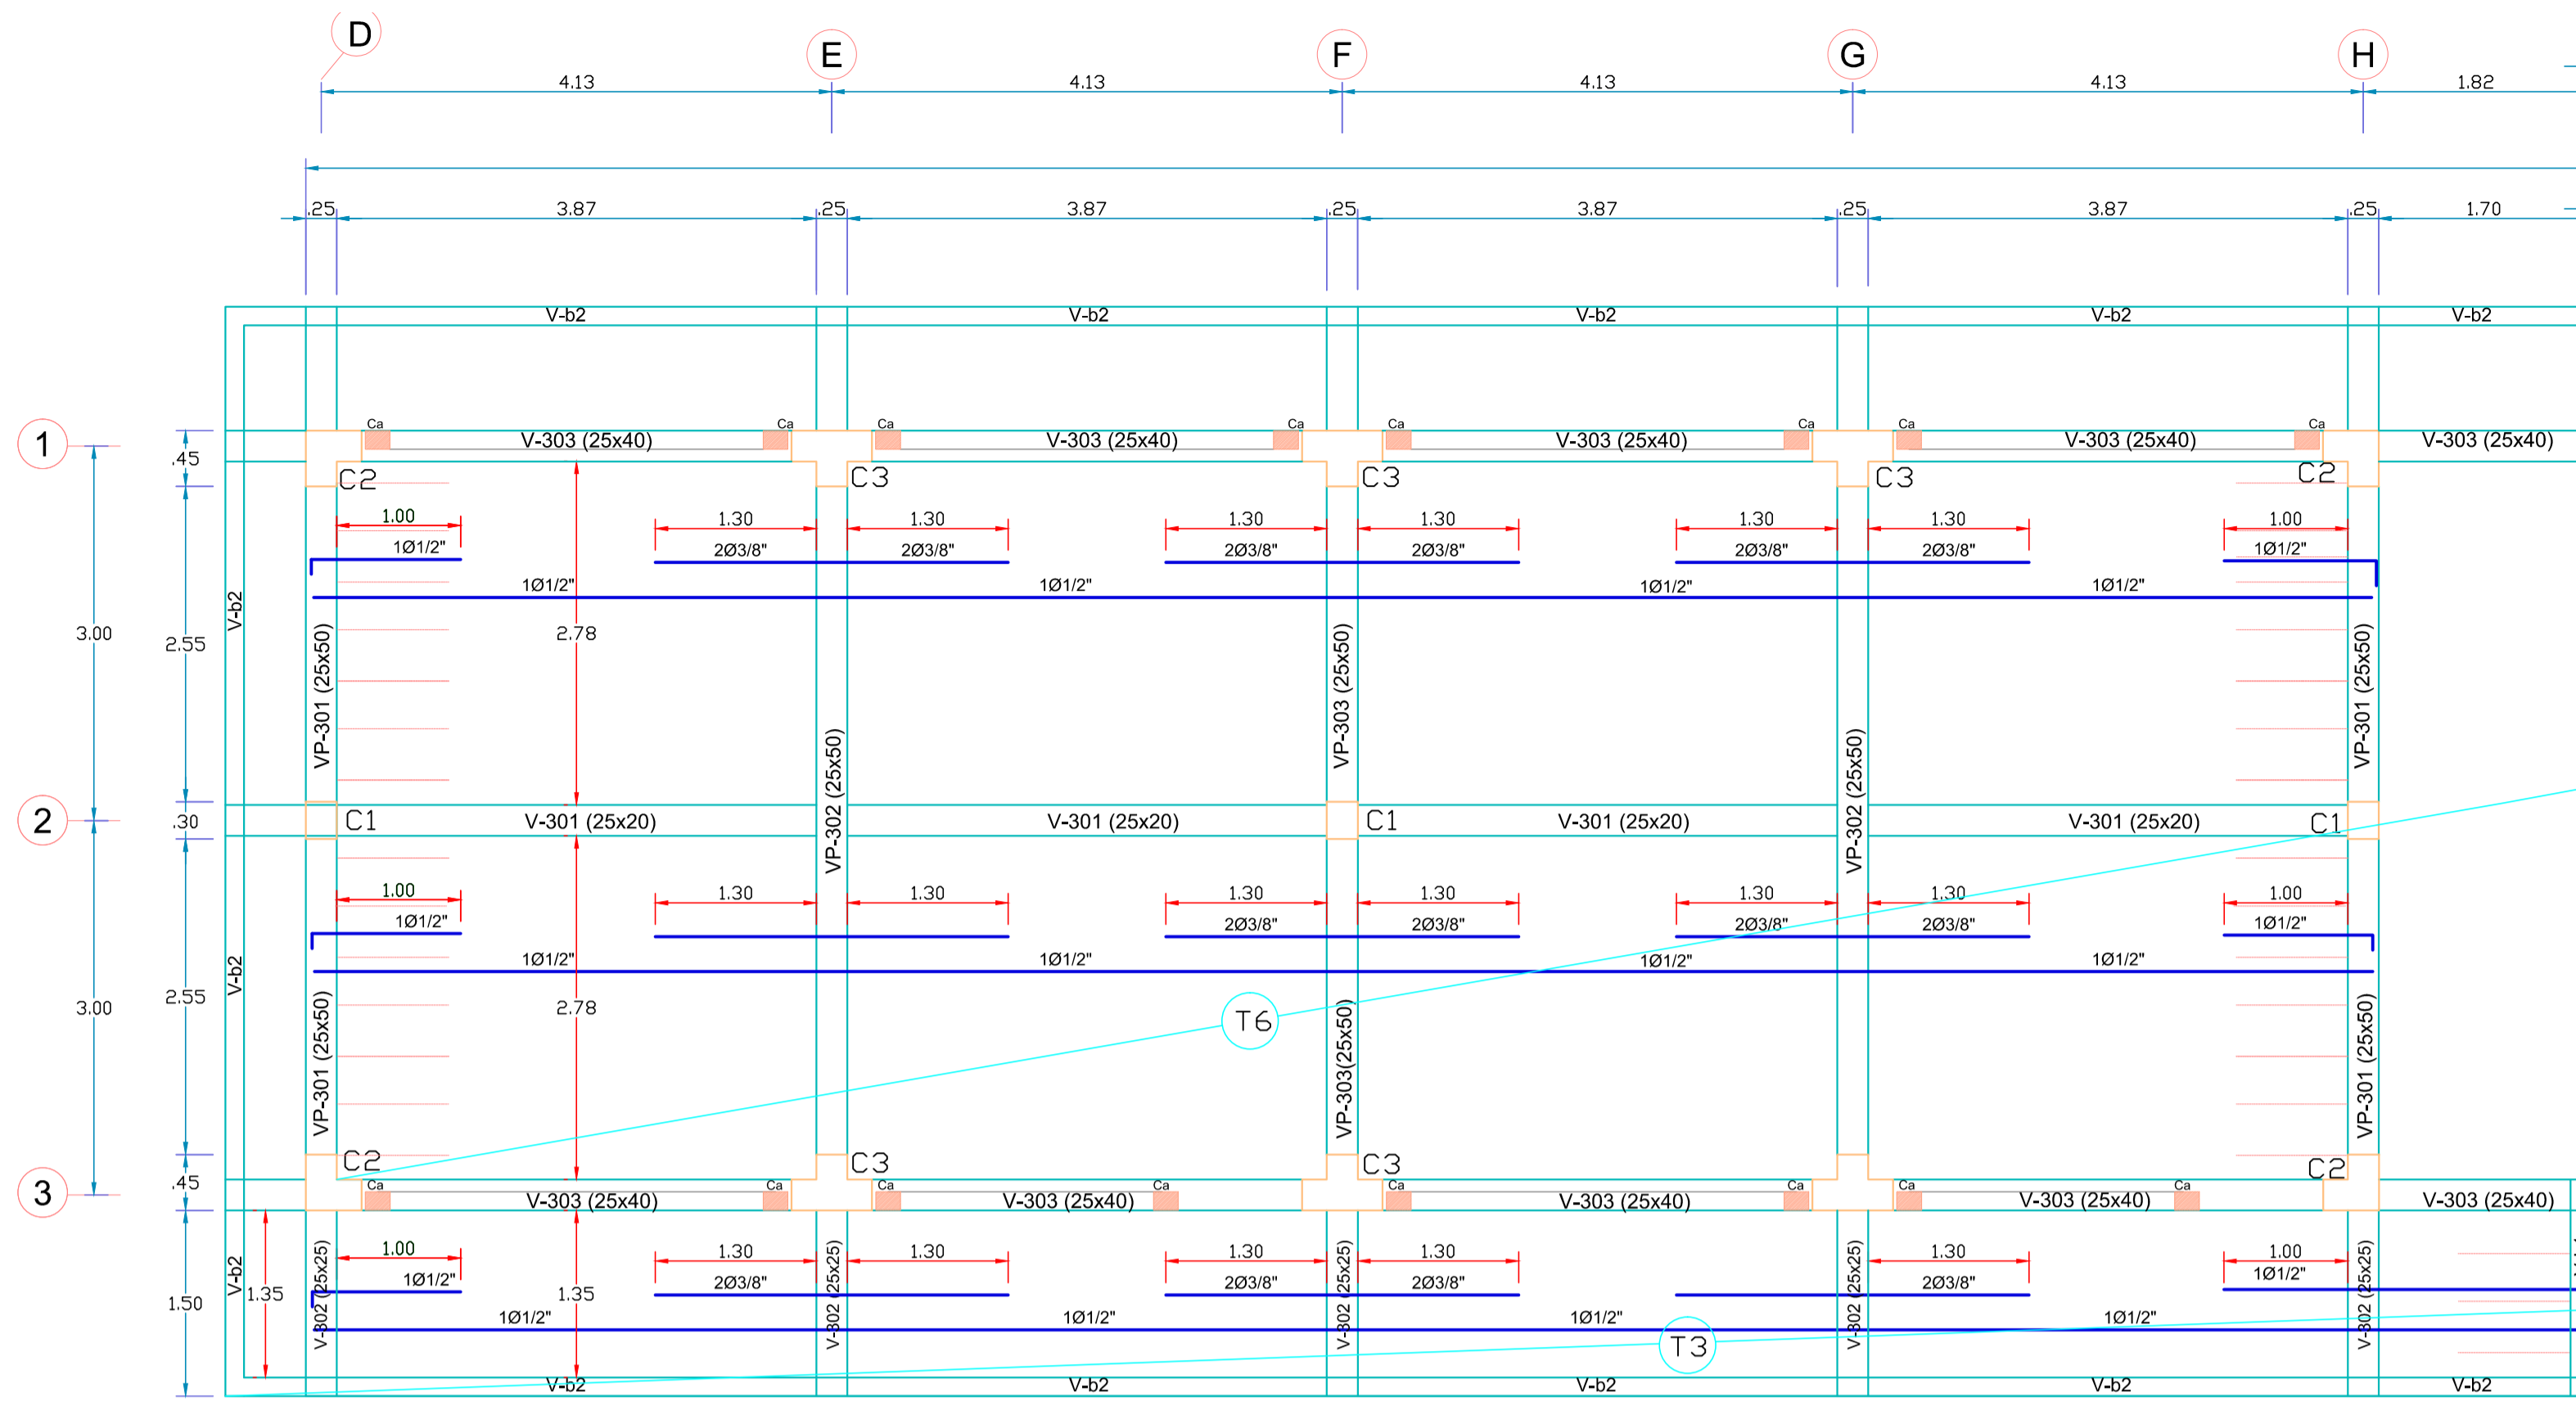 D
E
F
G
H
4.13
4.13
4.13
4.13
1.82
.25
3.87
.25
3.87
.25
3.87
.25
3.87
.25
1.70
V-b2
V-b2
V-b2
V-b2
V-b2
1
Ca
V-303 (25x40)
Ca
Ca
V-303 (25x40)
Ca
Ca
V-303 (25x40)
Ca
Ca
V-303 (25x40)
Ca
V-303 (25x40)
.45
C2
C3
C3
C3
C2
1.00
1.30
1.30
1.30
1.30
1.30
1.30
1.00
1Ø1/2"
2Ø3/8"
2Ø3/8"
2Ø3/8"
2Ø3/8"
2Ø3/8"
2Ø3/8"
1Ø1/2"
1Ø1/2"
1Ø1/2"
1Ø1/2"
1Ø1/2"
V-b2
3.00
2.55
2.78
VP-301 (25x50)
VP-303 (25x50)
VP-301 (25x50)
VP-302 (25x50)
VP-302 (25x50)
2
.30
C1
V-301 (25x20)
V-301 (25x20)
C1
V-301 (25x20)
V-301 (25x20)
C1
1.00
1.30
1.30
1.30
1.30
1.30
1.30
1.00
1Ø1/2"
2Ø3/8"
2Ø3/8"
2Ø3/8"
2Ø3/8"
1Ø1/2"
1Ø1/2"
1Ø1/2"
1Ø1/2"
1Ø1/2"
V-b2
3.00
2.55
2.78
T6
VP-301 (25x50)
VP-303(25x50)
VP-301 (25x50)
C2
C3
C3
C2
3
.45
Ca
V-303 (25x40)
Ca
Ca
V-303 (25x40)
Ca
Ca
V-303 (25x40)
Ca
Ca
V-303 (25x40)
Ca
V-303 (25x40)
1.00
1.30
1.30
1.30
1.30
1.30
1.00
1Ø1/2"
2Ø3/8"
2Ø3/8"
2Ø3/8"
2Ø3/8"
1Ø1/2"
V-b2
1.50
1.35
1.35
V-302 (25x25)
V-302 (25x25)
V-302 (25x25)
V-302 (25x25)
V-302 (25x25)
1Ø1/2"
1Ø1/2"
1Ø1/2"
1Ø1/2"
T3
V-b2
V-b2
V-b2
V-b2
V-b2